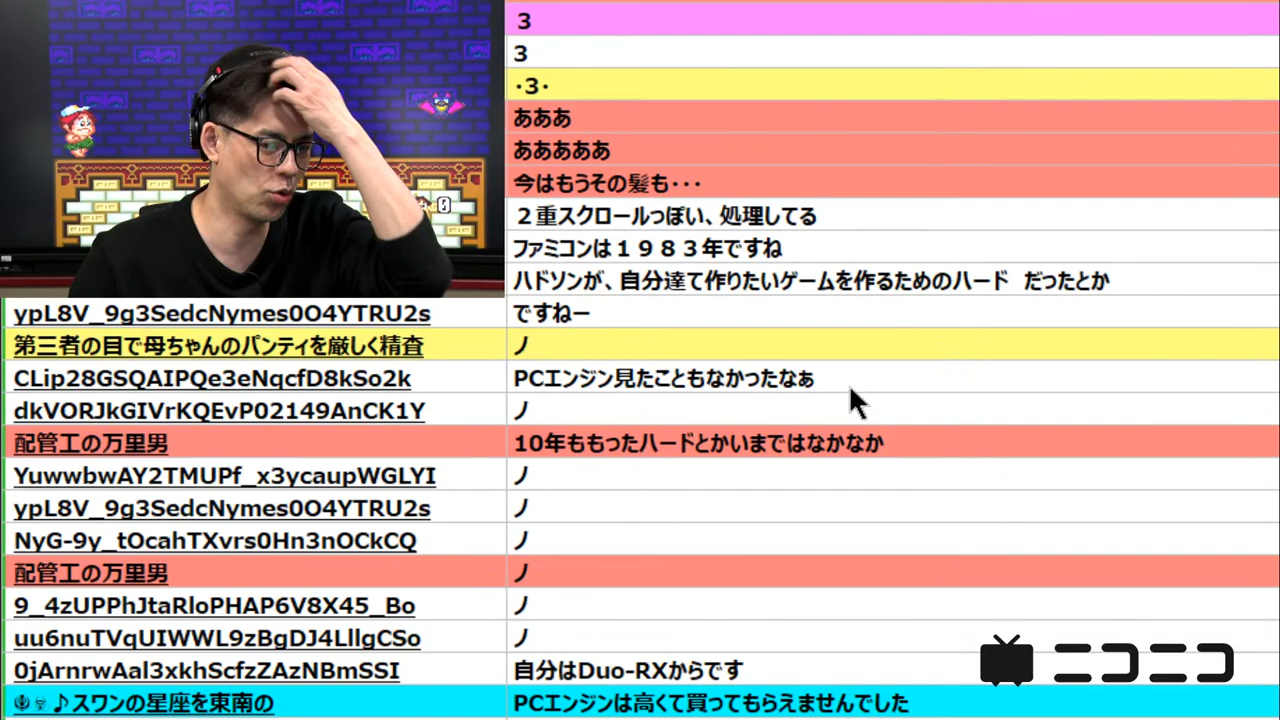 3
3
·3·
あああ
あああああ
今はもうその髪も･･･
２重スクロールっぽい、処理してる
ファミコンは１９８３年ですね
ハドソンが、自分達で作りたいゲームを作るためのハード　だったとか
ypL8V_9g3SedcNymes0O4YTRU2s ですねー
第三者の目で母ちゃんのパンティを厳しく精査 ノ
CLip28GSQAIPQe3eNqcfD8kSo2k PCエンジン見たこともなかったなぁ
dkVORJkGIVrKQEvP02149AnCK1Y ノ
配管工の万里男 10年ももったハードとかいまではなかなか
YuwwbwAY2TMUPf_x3ycaupWGLYI ノ
ypL8V_9g3SedcNymes0O4YTRU2s ノ
NyG-9y_tOcahTXvrs0Hn3nOCkCQ ノ
配管工の万里男 ノ
9_4zUPPhJtaRloPHAP6V8X45_Bo ノ
uu6nuTVqUIWWL9zBgDJ4LllgCSo ノ
0jArnrwAal3xkhScfzZAzNBmSSI 自分はDuo-RXからです
♪スワンの星座を東南の PCエンジンは高くて買ってもらえませんでした
ニコニコ